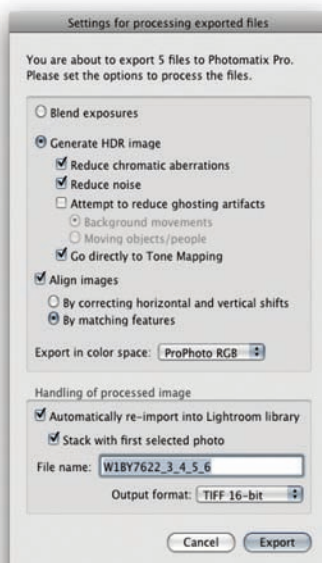 Settings for processing exported files
You are about to export 5 files to Photomatix Pro.
Please set the options to process the files.
Blend exposures
Generate HDR image
Reduce chromatic aberrations
Reduce noise
Attempt to reduce ghosting artifacts
Background movements
Moving objects/people
Go directly to Tone Mapping
Align images
By correcting horizontal and vertical shifts
By matching features
Export in color space: ProPhoto RGB
Handling of processed image
Automatically re-import into Lightroom library
Stack with first selected photo
File name: W1BY7622_3_4_5_6
Output format: TIFF 16-bit
Cancel Export